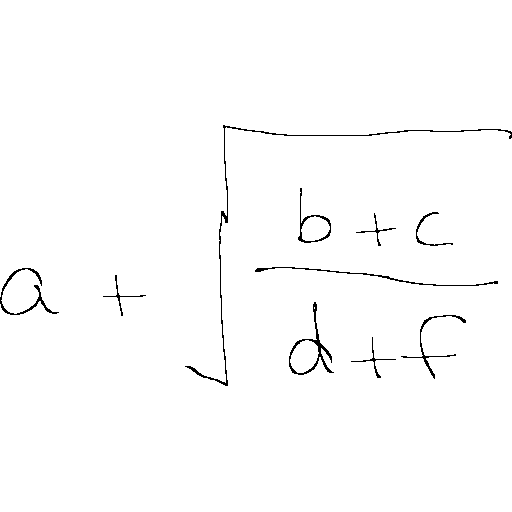 a + √((b + c)/(d + f))